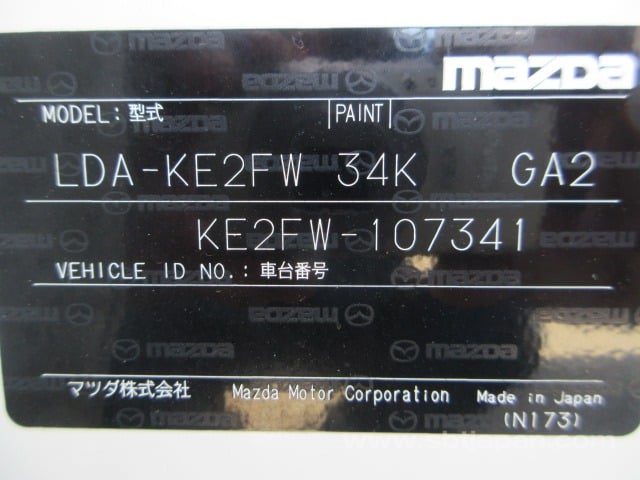 mazda
MODEL: 型式 PAINT
LDA-KE2FW 34K GA2
KE2FW-107341
VEHICLE ID NO.: 車台番号
マツダ株式会社 Mazda Motor Corporation Made in Japan
(N173)